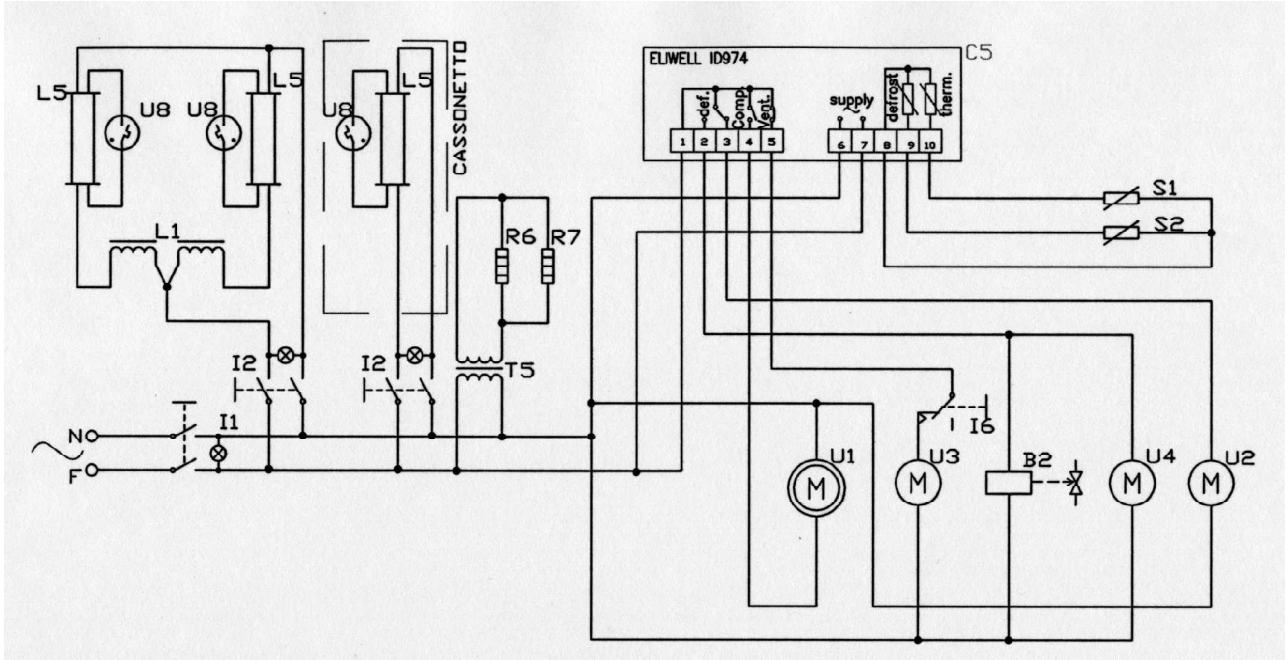 ELIWELL ID974
C5
def.
Comp.
Vent.
supply
defrost
therm.
1 2 3 4 5
6 7 8 9 10
L5
U8
U8
L5
U8
L5
CASSONETTO
L1
R6
R7
S1
S2
I2
I2
T5
I1
N
F
I6
U1
M
U3
M
B2
U4
M
U2
M